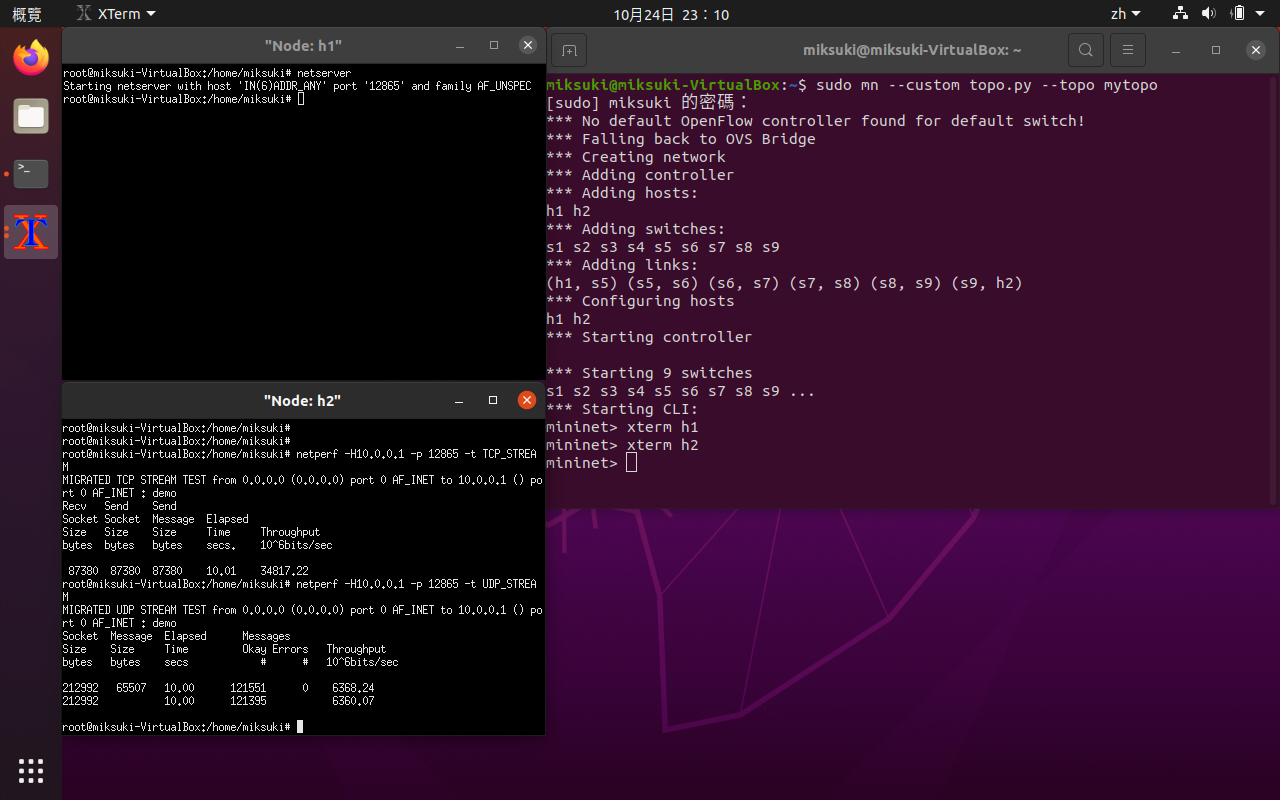 概覽
XTerm
10月24日 23：10
zh
"Node: h1"
root@miksuki-VirtualBox:/home/miksuki# netserver
Starting netserver with host 'IN(6)ADDR_ANY' port '12865' and family AF_UNSPEC
root@miksuki-VirtualBox:/home/miksuki#
"Node: h2"
root@miksuki-VirtualBox:/home/miksuki#
root@miksuki-VirtualBox:/home/miksuki#
root@miksuki-VirtualBox:/home/miksuki# netperf -H10.0.0.1 -p 12865 -t TCP_STREA
M
MIGRATED TCP STREAM TEST from 0.0.0.0 (0.0.0.0) port 0 AF_INET to 10.0.0.1 () po
rt 0 AF_INET : demo
Recv Send Send
Socket Socket Message Elapsed
Size Size Size Time Throughput
bytes bytes bytes secs. 10^6bits/sec
87380 87380 87380 10.01 34817.22
root@miksuki-VirtualBox:/home/miksuki# netperf -H10.0.0.1 -p 12865 -t UDP_STREA
M
MIGRATED UDP STREAM TEST from 0.0.0.0 (0.0.0.0) port 0 AF_INET to 10.0.0.1 () po
rt 0 AF_INET : demo
Socket Message Elapsed Messages
Size Size Time Okay Errors Throughput
bytes bytes secs # # 10^6bits/sec
212992 65507 10.00 121551 0 6368.24
212992 10.00 121395 6360.07
root@miksuki-VirtualBox:/home/miksuki#
miksuki@miksuki-VirtualBox: ~
miksuki@miksuki-VirtualBox:~$ sudo mn --custom topo.py --topo mytopo
[sudo] miksuki 的密碼：
*** No default OpenFlow controller found for default switch!
*** Falling back to OVS Bridge
*** Creating network
*** Adding controller
*** Adding hosts:
h1 h2
*** Adding switches:
s1 s2 s3 s4 s5 s6 s7 s8 s9
*** Adding links:
(h1, s5) (s5, s6) (s6, s7) (s7, s8) (s8, s9) (s9, h2)
*** Configuring hosts
h1 h2
*** Starting controller
*** Starting 9 switches
s1 s2 s3 s4 s5 s6 s7 s8 s9 ...
*** Starting CLI:
mininet> xterm h1
mininet> xterm h2
mininet>